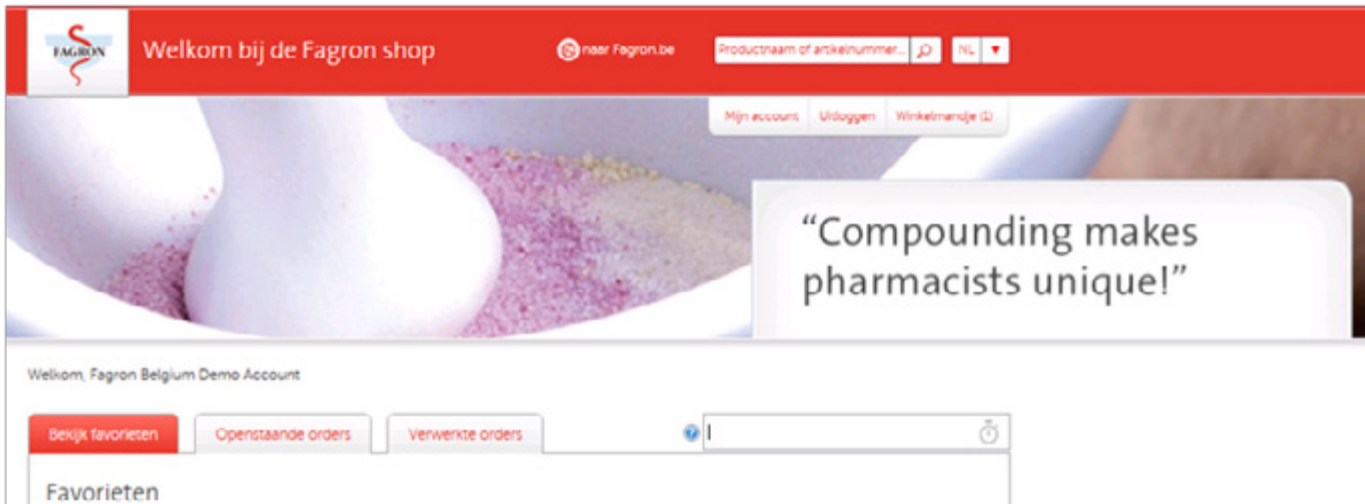 FAGRON
Welkom bij de Fagron shop
naar Fagron.be
Productnaam of artikelnummer...
NL
Mijn account
Uitloggen
Winkelmandje (1)
“Compounding makes
pharmacists unique!”
Welkom, Fagron Belgium Demo Account
Bekijk favorieten
Openstaande orders
Verwerkte orders
?
Favorieten